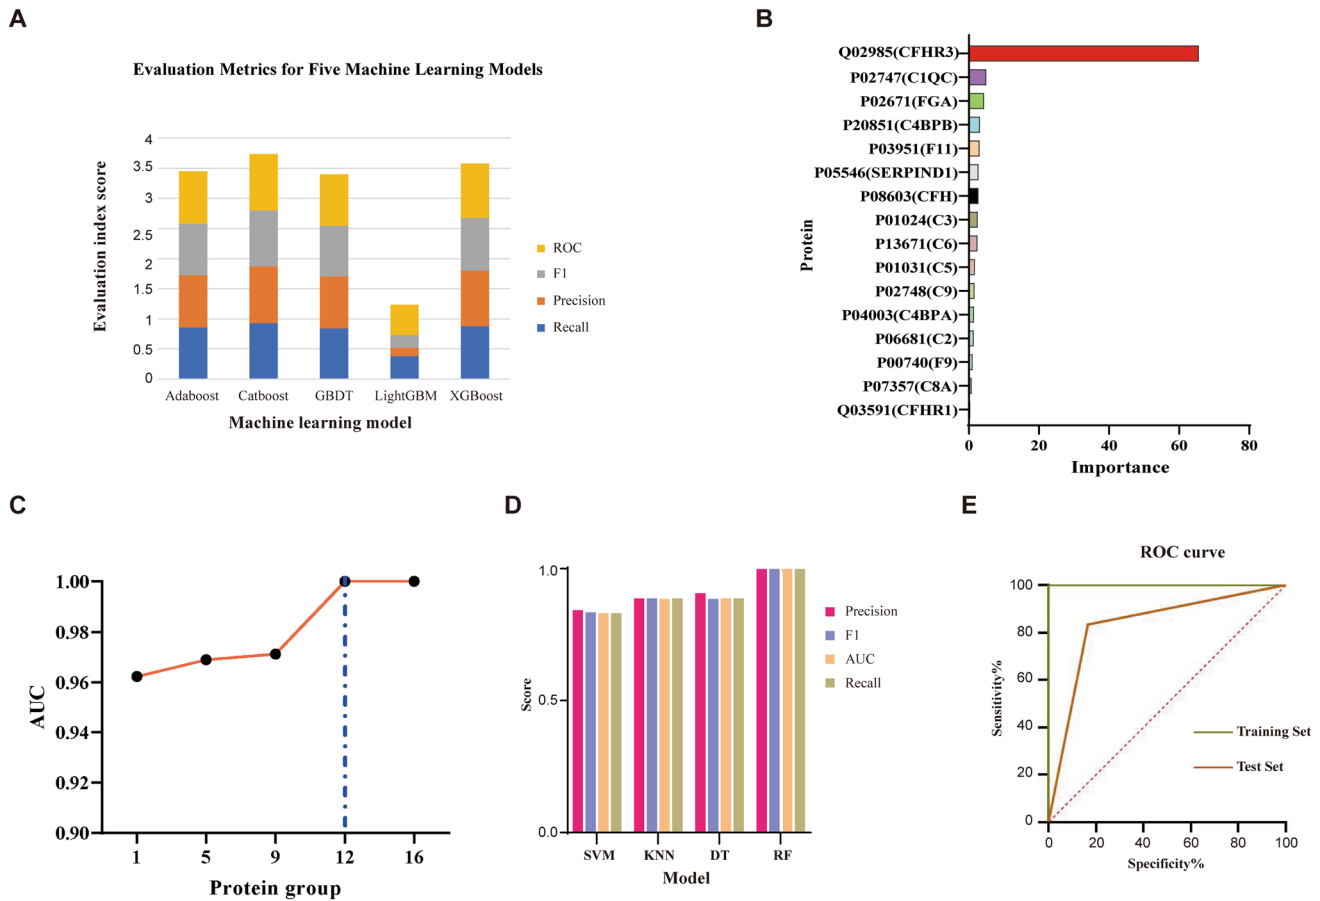 A
Evaluation Metrics for Five Machine Learning Models
Evaluation index score
4
3.5
3
2.5
2
1.5
1
0.5
0
Adaboost Catboost GBDT LightGBM XGBoost
Machine learning model
ROC
F1
Precision
Recall
B
Protein
Q02985(CFHR3)
P02747(C1QC)
P02671(FGA)
P20851(C4BPB)
P03951(F11)
P05546(SERPIND1)
P08603(CFH)
P01024(C3)
P13671(C6)
P01031(C5)
P02748(C9)
P04003(C4BPA)
P06681(C2)
P00740(F9)
P07357(C8A)
Q03591(CFHR1)
0 20 40 60 80
Importance
C
AUC
1.00
0.98
0.96
0.94
0.92
0.90
1 5 9 12 16
Protein group
D
Score
1.0
0.5
0.0
SVM KNN DT RF
Model
Precision
F1
AUC
Recall
E
ROC curve
Sensitivity%
100
80
60
40
20
0
0 20 40 60 80 100
Specificity%
Training Set
Test Set